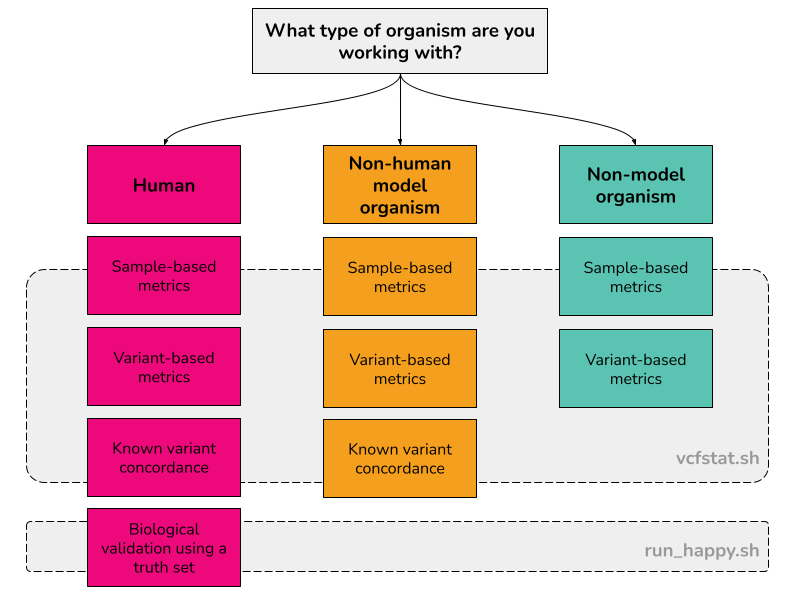 What type of organism are you
working with?
Human
Non-human
model
organism
Non-model
organism
Sample-based
metrics
Sample-based
metrics
Sample-based
metrics
Variant-based
metrics
Variant-based
metrics
Variant-based
metrics
Known variant
concordance
Known variant
concordance
vcfstat.sh
Biological
validation using a
truth set
run_happy.sh